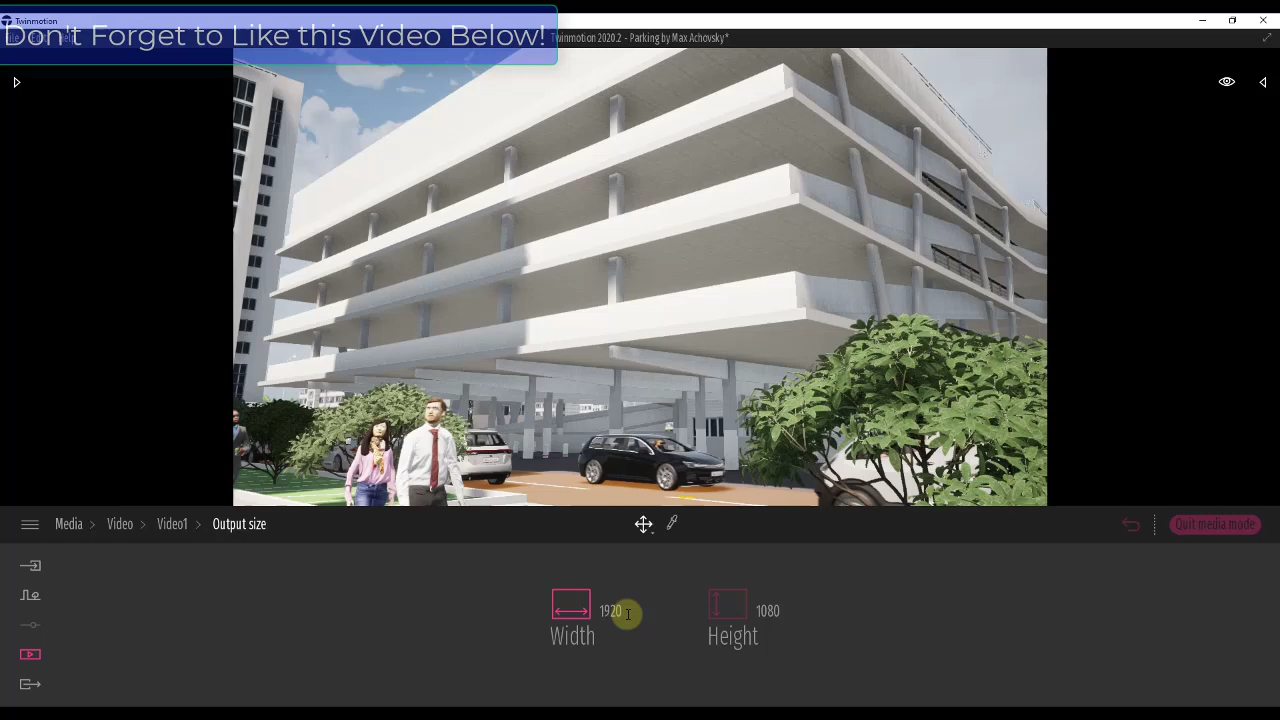 Twinmotion
Don't Forget to Like this Video Below!
Twinmotion 2020.2 - Parking by Max Achovsky*
Media
Video
Video1
Output size
Quit media mode
1920
1080
Width
Height